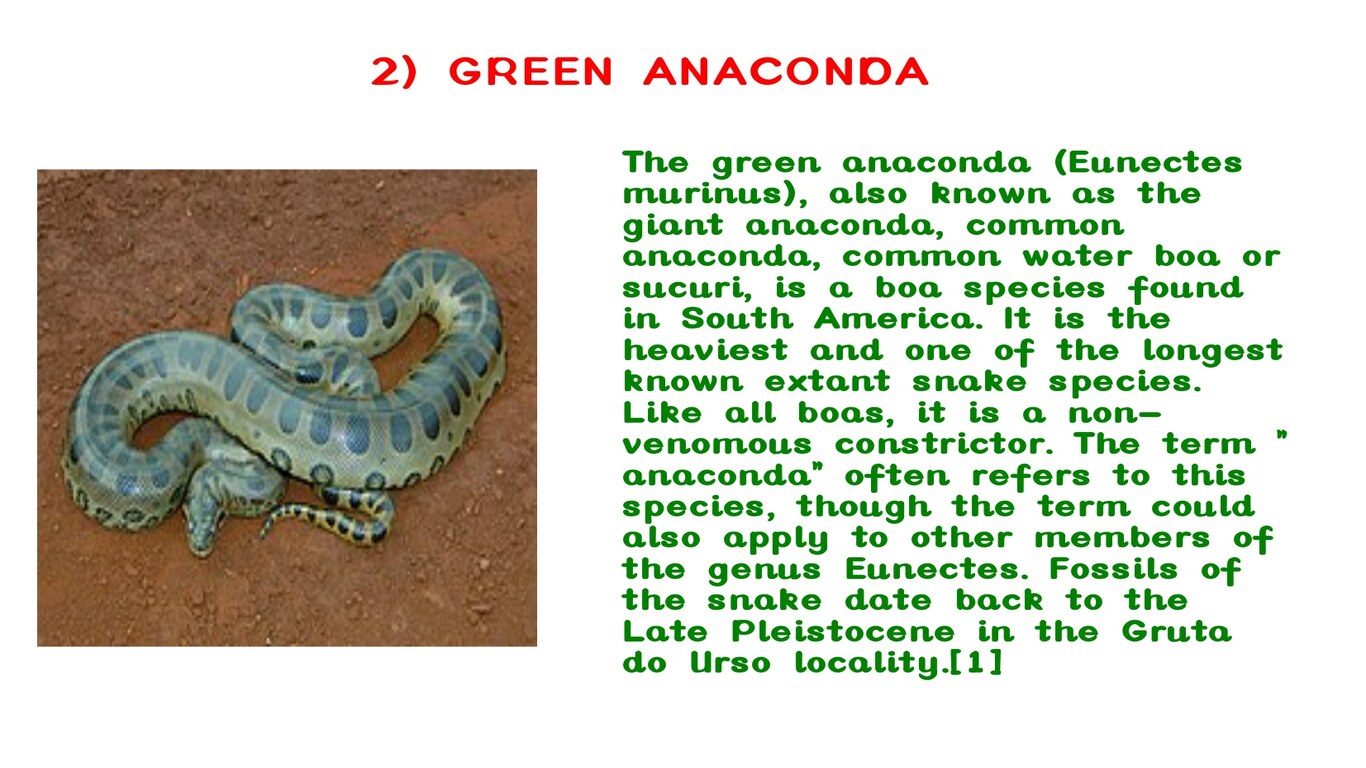 2) GREEN ANACONDA
The green anaconda (Eunectes
murinus), also known as the
giant anaconda, common
anaconda, common water boa or
sucuri, is a boa species found
in South America. It is the
heaviest and one of the longest
known extant snake species.
Like all boas, it is a non-
venomous constrictor. The term "
anaconda" often refers to this
species, though the term could
also apply to other members of
the genus Eunectes. Fossils of
the snake date back to the
Late Pleistocene in the Gruta
do Urso locality.[1]